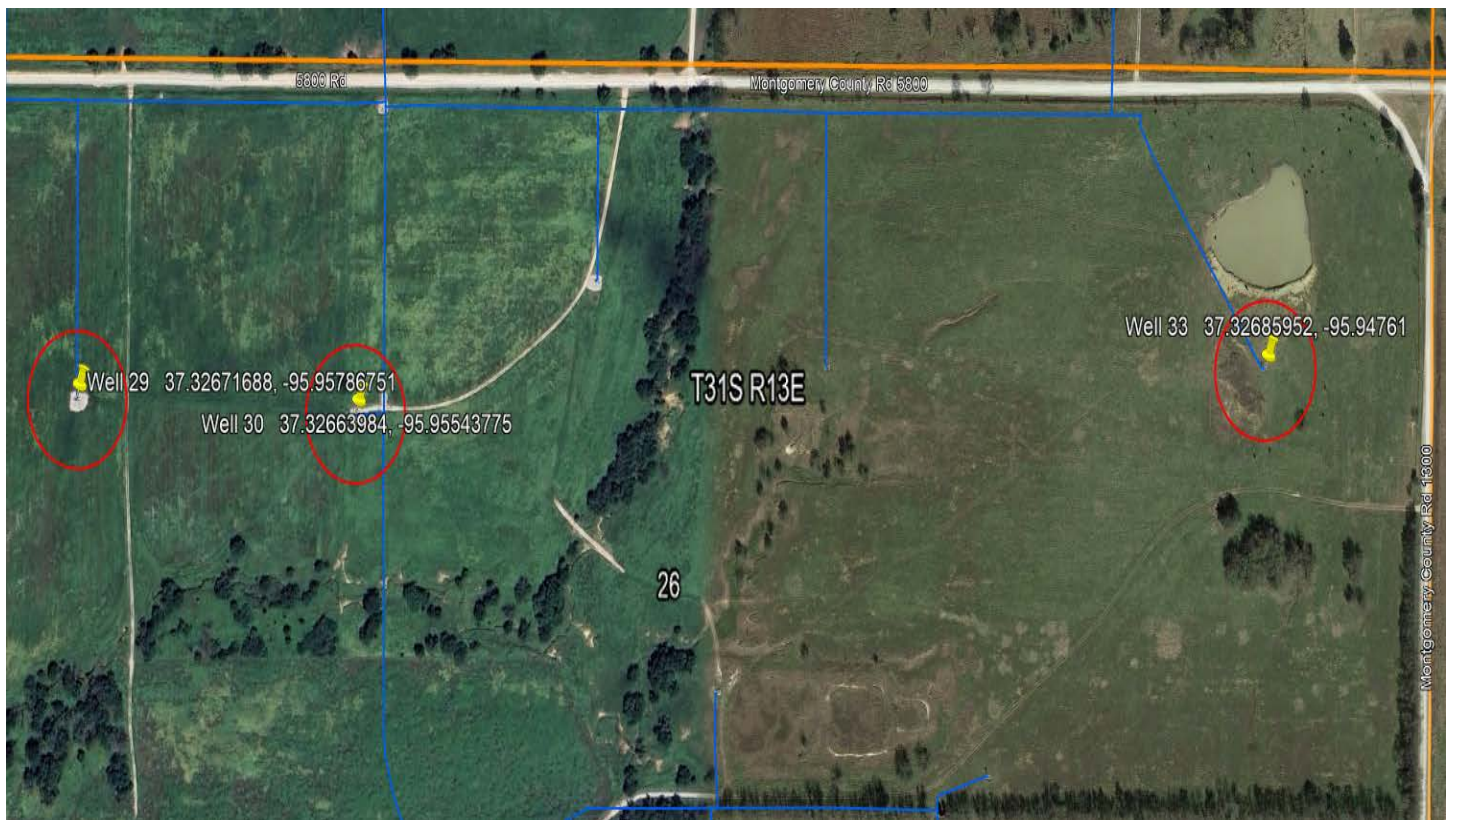 5800 Rd
Montgomery County Rd 5800
Well 33 37.32685952, -95.94761
Well 29 37.32671688, -95.95786751
T31S R13E
Well 30 37.32663984, -95.95543775
Montgomery County Rd 1300
26